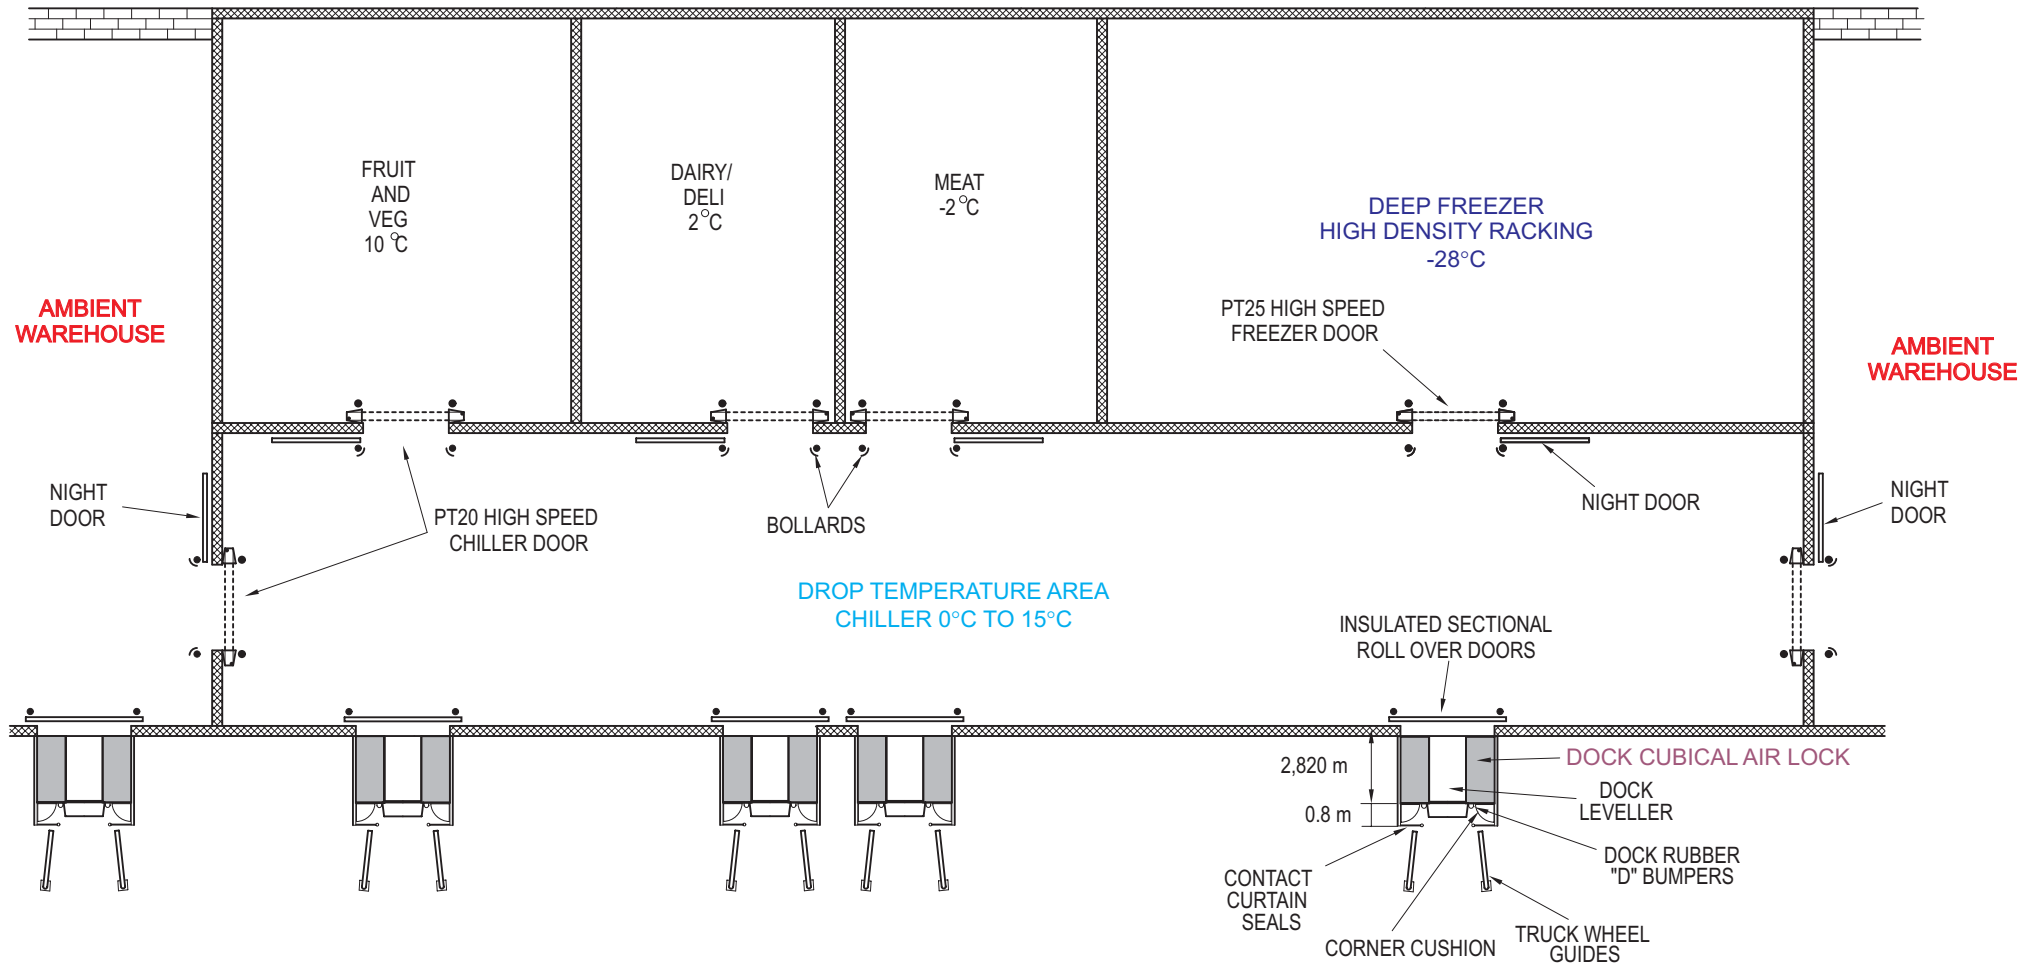 FRUIT
AND
VEG
10 °C
DAIRY/
DELI
2°C
MEAT
-2°C
DEEP FREEZER
HIGH DENSITY RACKING
-28°C
AMBIENT
WAREHOUSE
PT25 HIGH SPEED
FREEZER DOOR
AMBIENT
WAREHOUSE
NIGHT
DOOR
PT20 HIGH SPEED
CHILLER DOOR
BOLLARDS
NIGHT DOOR
NIGHT
DOOR
DROP TEMPERATURE AREA
CHILLER 0°C TO 15°C
INSULATED SECTIONAL
ROLL OVER DOORS
2,820 m
0.8 m
DOCK CUBICAL AIR LOCK
DOCK
LEVELLER
DOCK RUBBER
"D" BUMPERS
CONTACT
CURTAIN
SEALS
CORNER CUSHION
TRUCK WHEEL
GUIDES